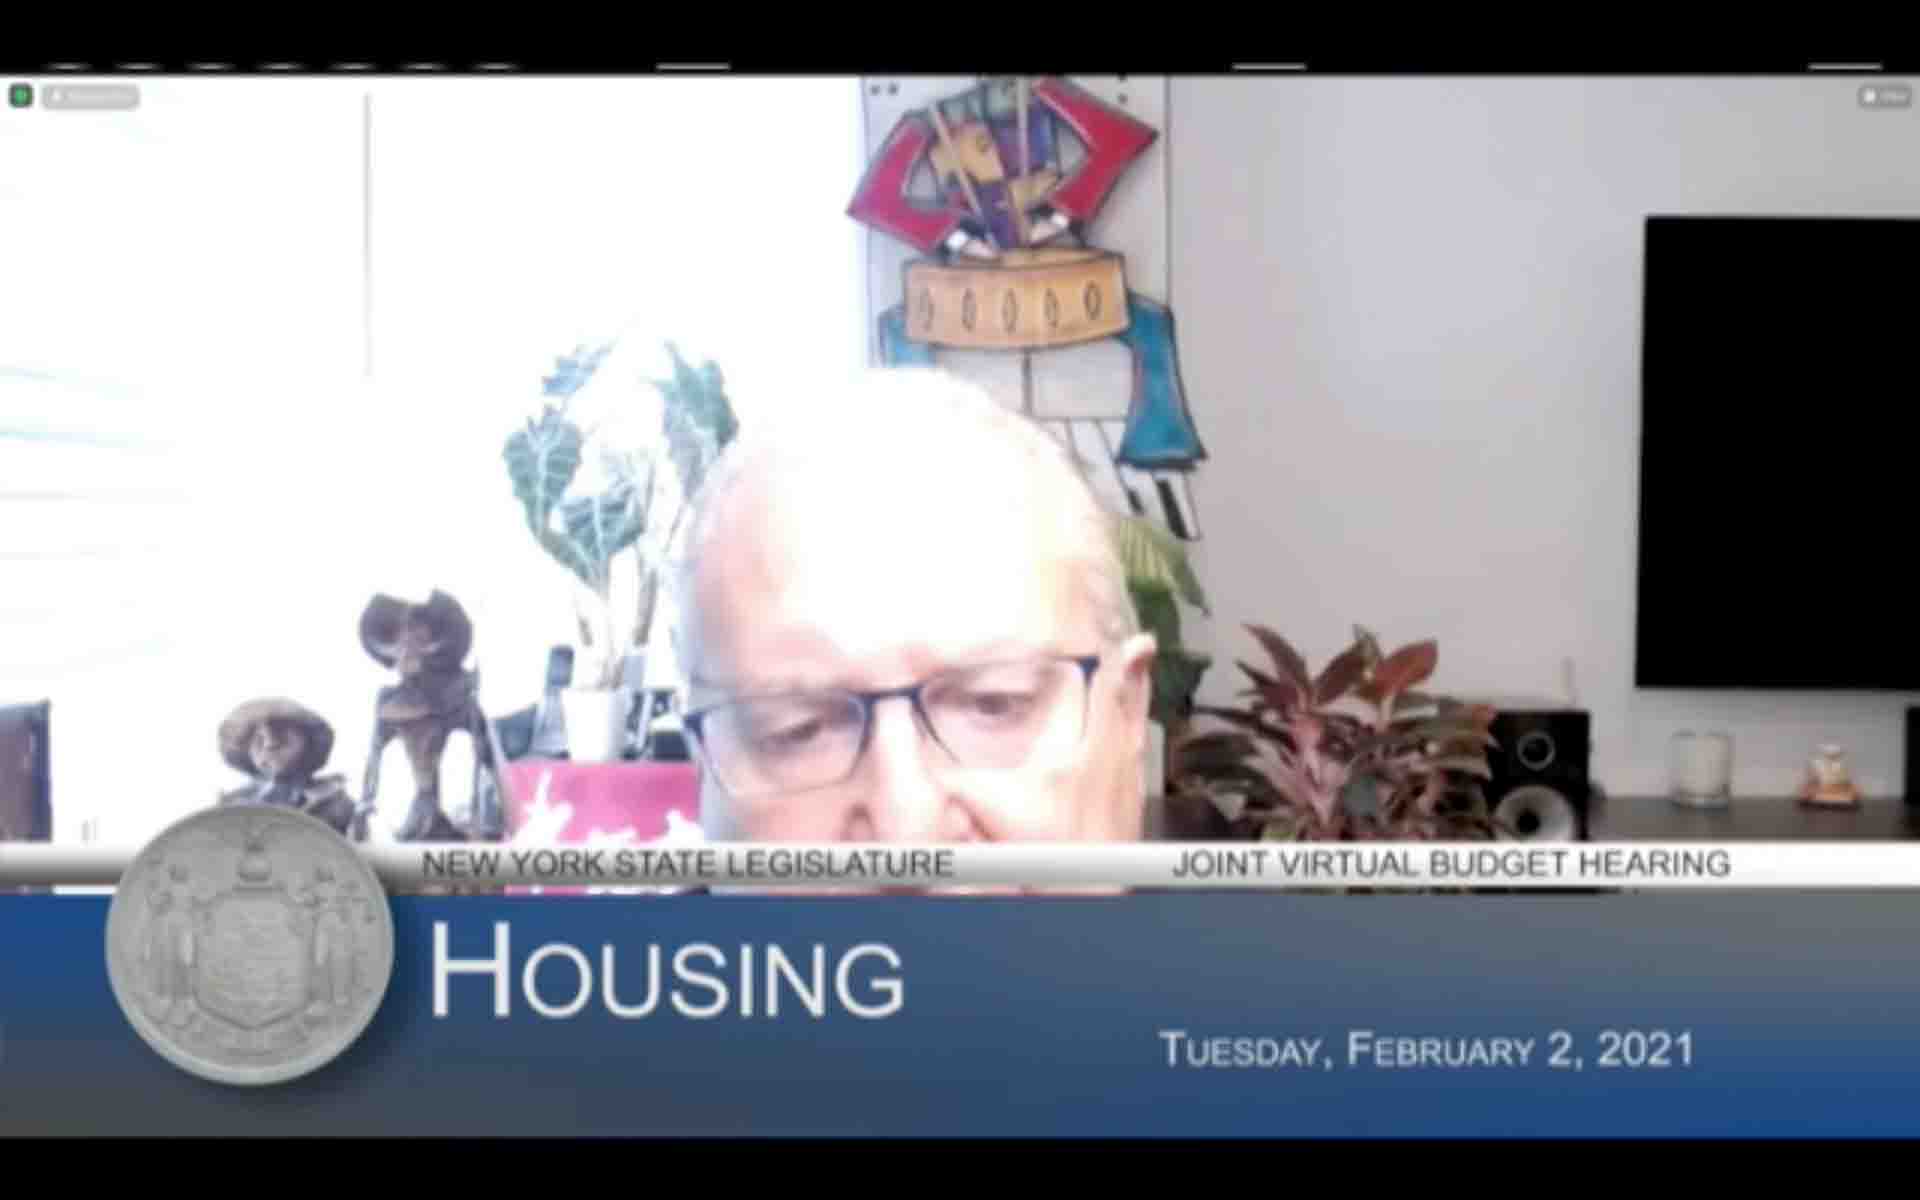 NEW YORK STATE LEGISLATURE
JOINT VIRTUAL BUDGET HEARING
HOUSING
TUESDAY, FEBRUARY 2, 2021